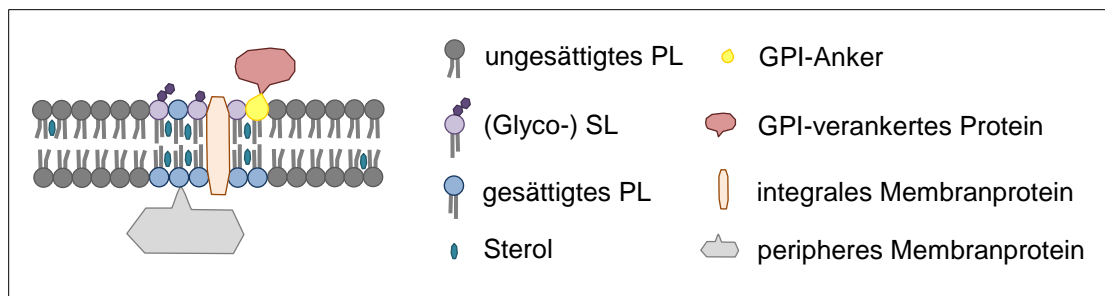 ungesättigtes PL
GPI-Anker
(Glyco-) SL
GPI-verankertes Protein
gesättigtes PL
integrales Membranprotein
Sterol
peripheres Membranprotein